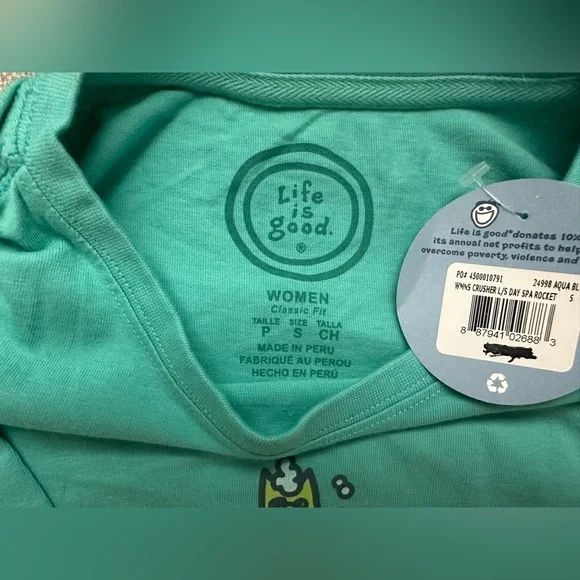 Life
is
good.
®
WOMEN
Classic Fit
TAILLE SIZE TALLA
P S CH
MADE IN PERU
FABRIQUÉ AU PEROU
HECHO EN PERÚ
Life is good® donates 10%
its annual net profits to help
overcome poverty, violence and
PO# 4500010791 24998 AQUA BL
WMNS CRUSHER L/S DAY SPA ROCKET S
8 87941 02688 3